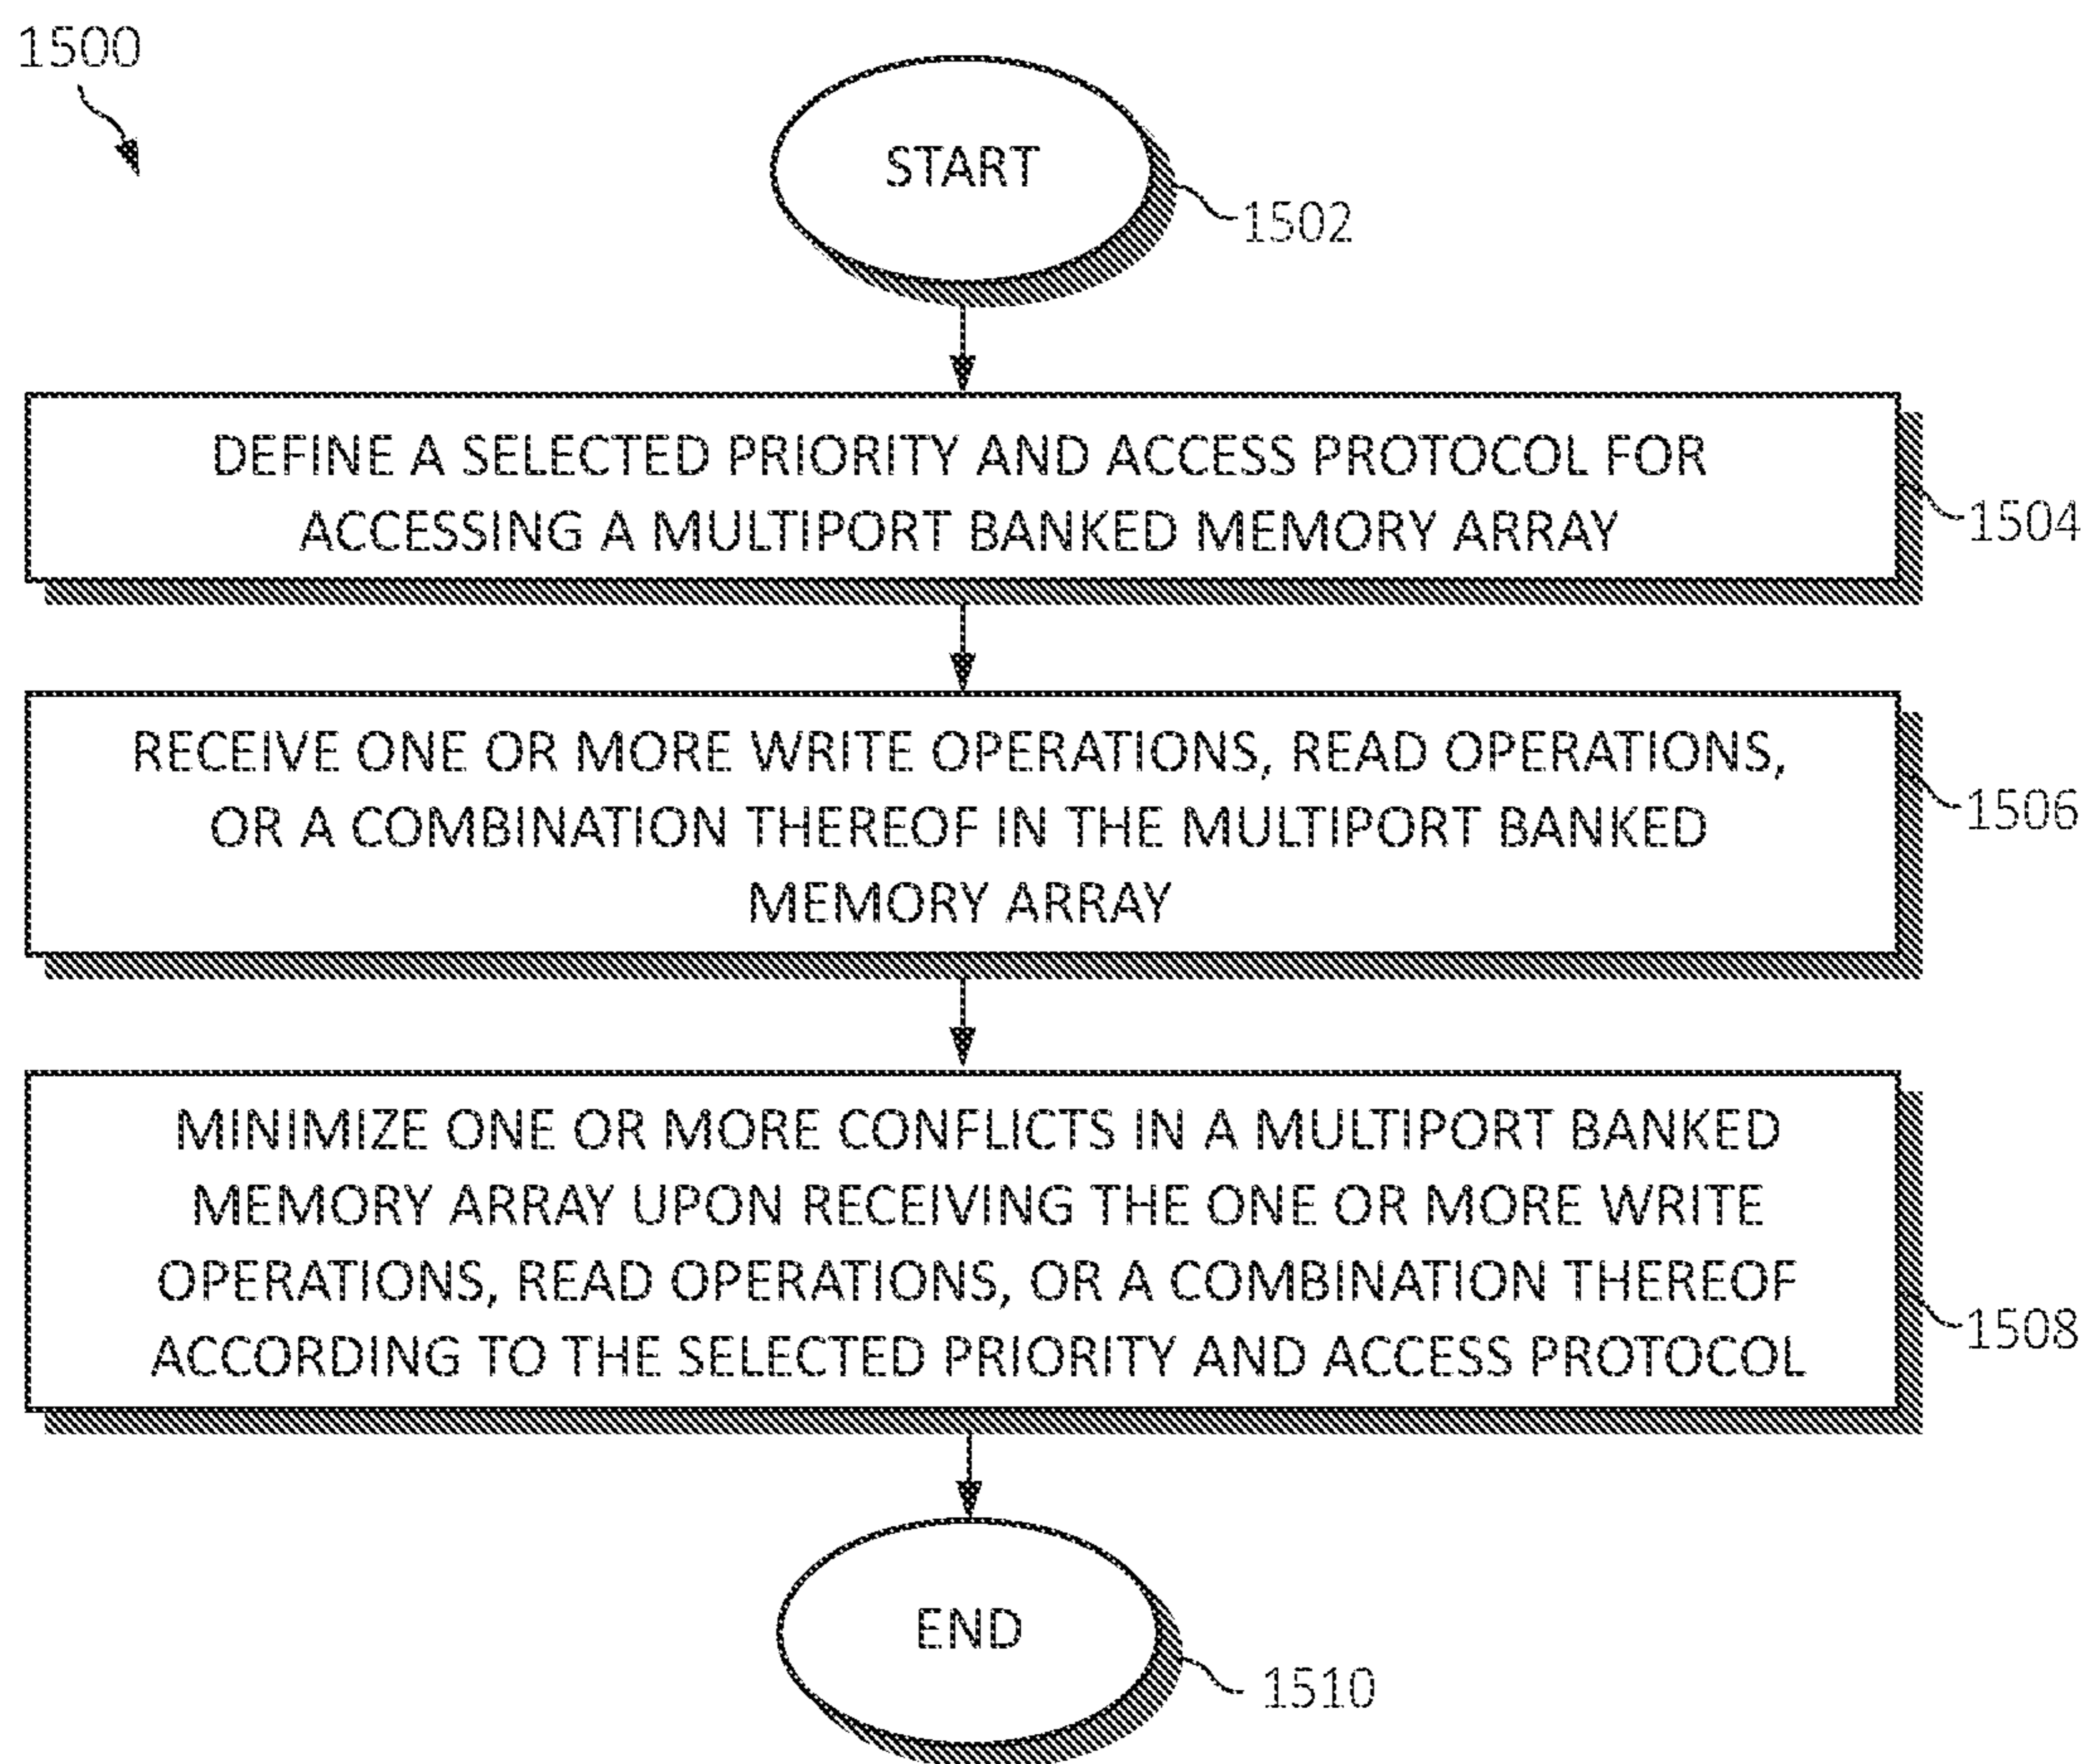 1500
START
1502
DEFINE A SELECTED PRIORITY AND ACCESS PROTOCOL FOR
ACCESSING A MULTIPORT BANKED MEMORY ARRAY
1504
RECEIVE ONE OR MORE WRITE OPERATIONS, READ OPERATIONS,
OR A COMBINATION THEREOF IN THE MULTIPORT BANKED
MEMORY ARRAY
1506
MINIMIZE ONE OR MORE CONFLICTS IN A MULTIPORT BANKED
MEMORY ARRAY UPON RECEIVING THE ONE OR MORE WRITE
OPERATIONS, READ OPERATIONS, OR A COMBINATION THEREOF
ACCORDING TO THE SELECTED PRIORITY AND ACCESS PROTOCOL
1508
END
1510